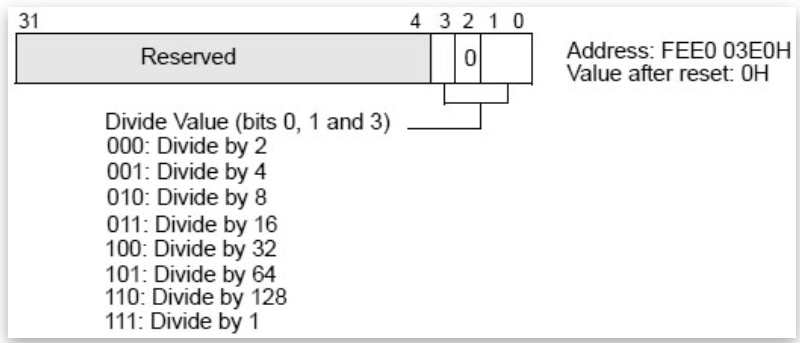 31 4 3 2 1 0
Reserved 0
Address: FEE0 03E0H
Value after reset: 0H
Divide Value (bits 0, 1 and 3)
000: Divide by 2
001: Divide by 4
010: Divide by 8
011: Divide by 16
100: Divide by 32
101: Divide by 64
110: Divide by 128
111: Divide by 1